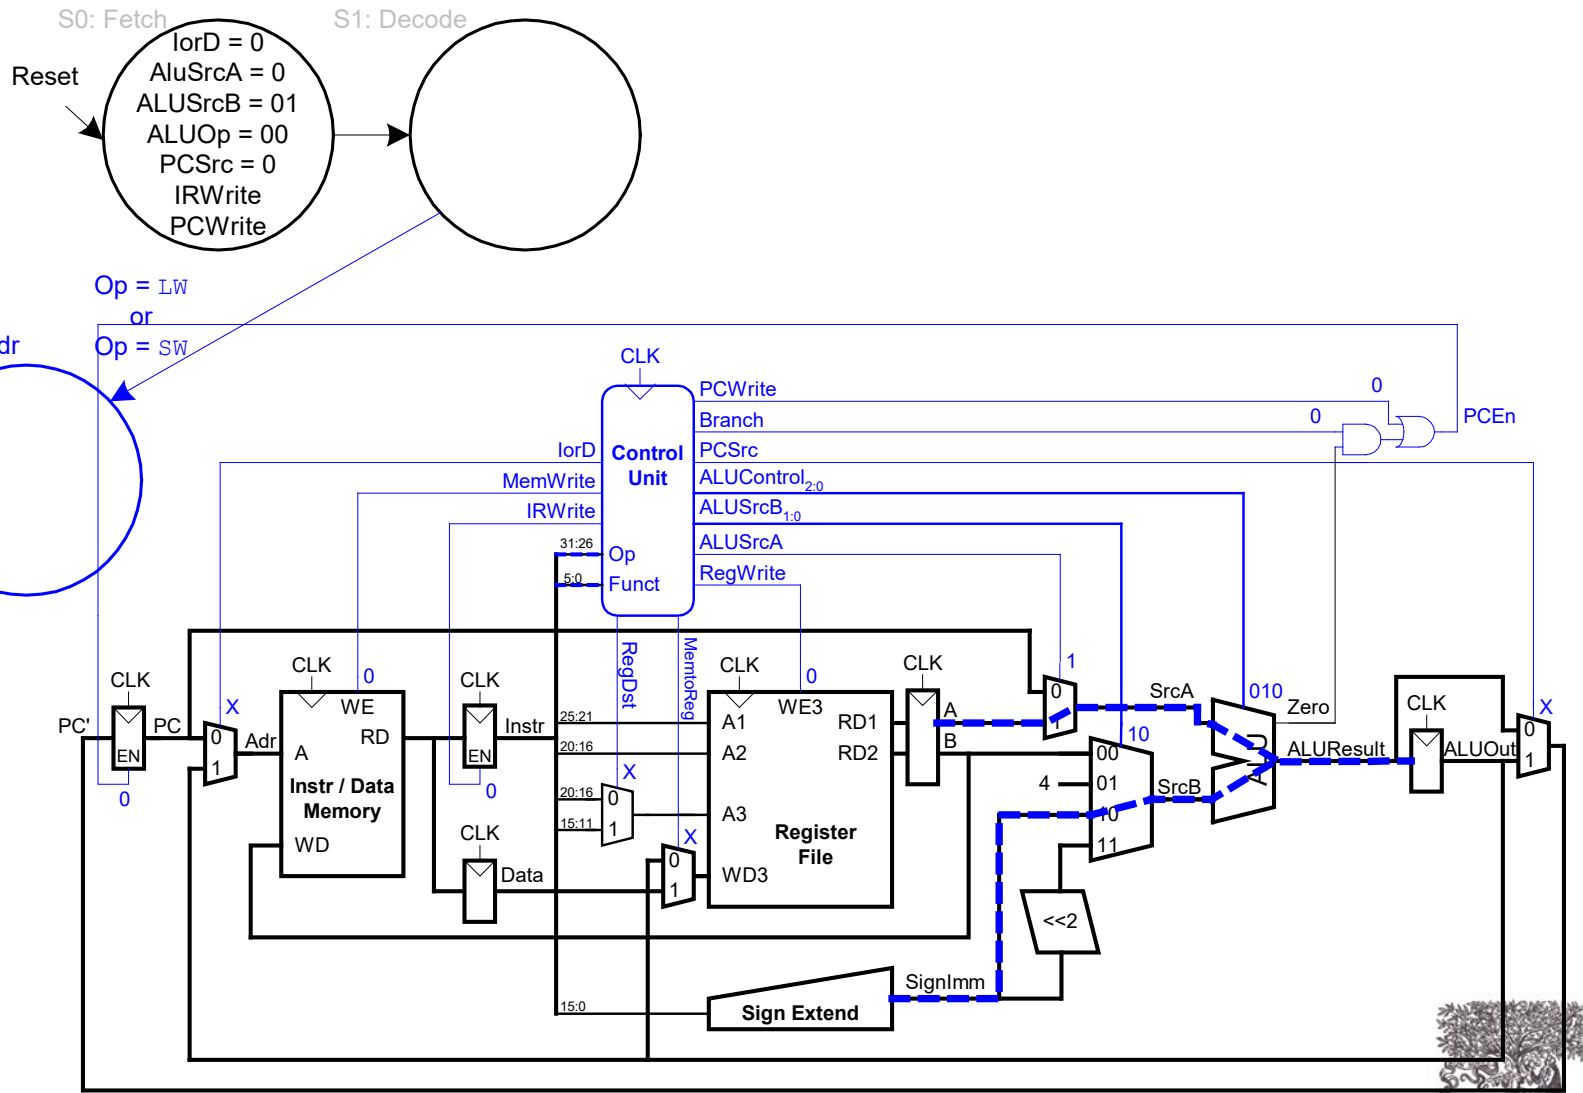 S0: Fetch
S1: Decode
Reset
IorD = 0
AluSrcA = 0
ALUSrcB = 01
ALUOp = 00
PCSrc = 0
IRWrite
PCWrite
Op = LW
or
Op = SW
dr
CLK
PCWrite
Branch
PCSrc
ALUControl2:0
ALUSrcB1:0
ALUSrcA
RegWrite
IorD
MemWrite
IRWrite
Control
Unit
Op
Funct
31:26
5:0
0
0
PCEn
RegDst
MemtoReg
PC'
CLK
EN
0
PC
X
0
1
Adr
CLK
0
WE
A
RD
Instr / Data
Memory
WD
CLK
EN
0
Instr
CLK
Data
25:21
20:16
20:16
15:11
15:0
X
0
1
X
0
1
CLK
0
WE3
A1
A2
A3
WD3
RD1
RD2
Register
File
CLK
A
B
1
0
1
SrcA
10
00
01
10
11
4
SrcB
<<2
SignImm
Sign Extend
010
ALU
Zero
ALUResult
CLK
ALUOut
X
0
1